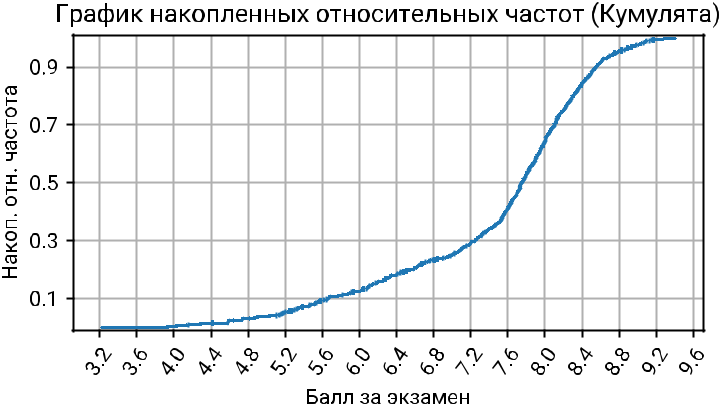 График накопленных относительных частот (Кумулята)
Накоп. отн. частота
0.9
0.7
0.5
0.3
0.1
3.2 3.6 4.0 4.4 4.8 5.2 5.6 6.0 6.4 6.8 7.2 7.6 8.0 8.4 8.8 9.2 9.6
Балл за экзамен